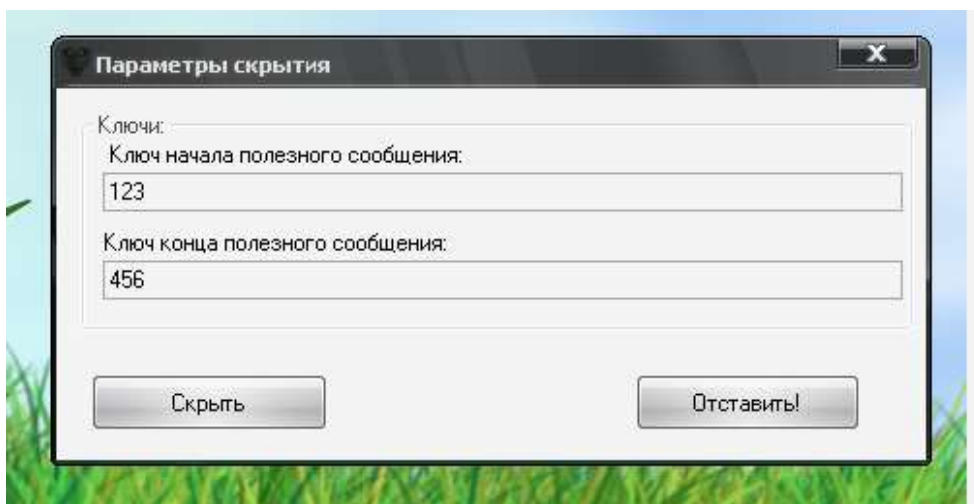 Параметры скрытия
Ключи:
Ключ начала полезного сообщения:
123
Ключ конца полезного сообщения:
456
Скрыть
Отставить!